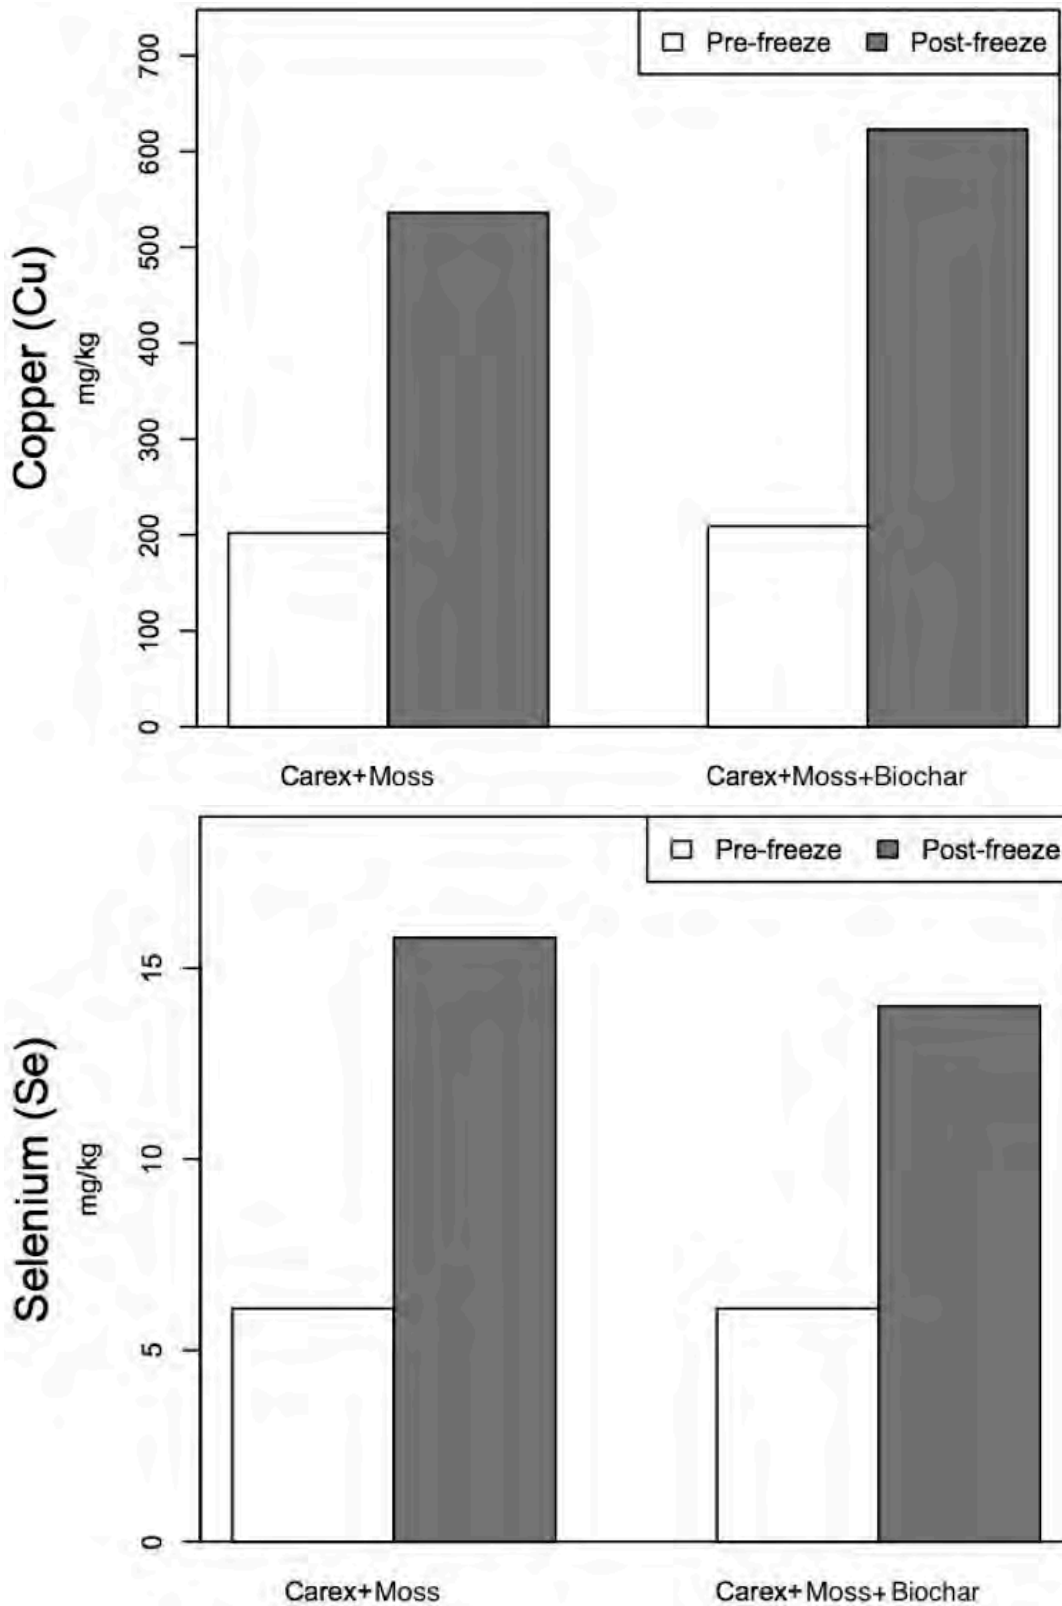 Pre-freeze Post-freeze
Copper (Cu)
mg/kg
700
600
500
400
300
200
100
0
Carex+Moss Carex+Moss+Biochar
Pre-freeze Post-freeze
Selenium (Se)
mg/kg
15
10
5
0
Carex+Moss Carex+Moss+Biochar